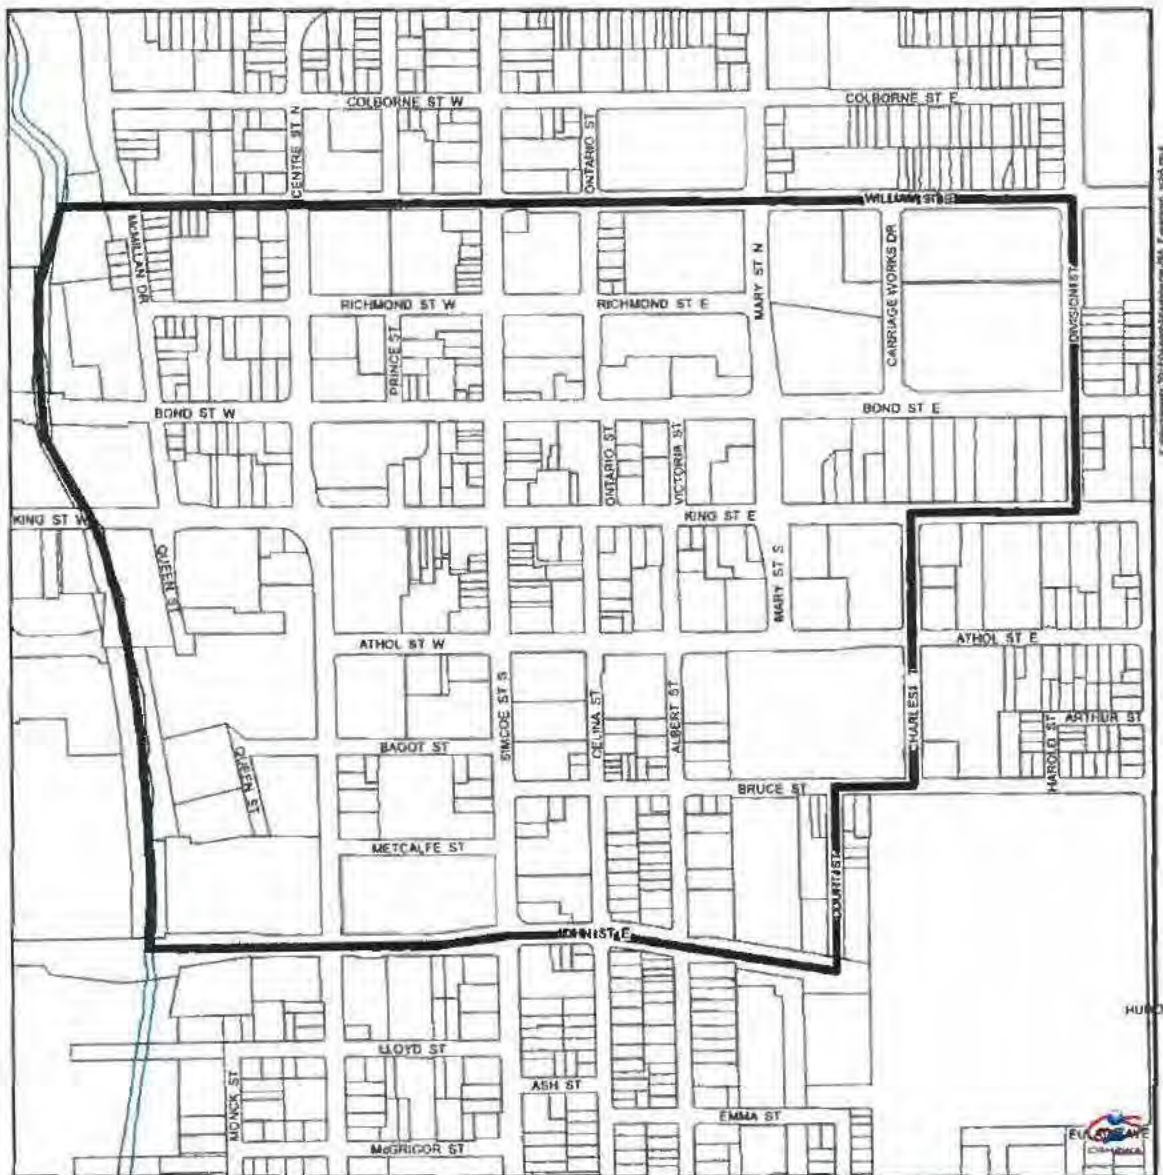 COLBORNE ST W
COLBORNE ST E
CENTRE ST N
ONTARIO ST
WILLIAM ST E
McMILLAN DR
MARY ST N
CARRIAGE WORKS DR
DIVISION ST
RICHMOND ST W
RICHMOND ST E
PRINCE ST
BOND ST W
BOND ST E
ONTARIO ST
VICTORIA ST
KING ST W
KING ST E
QUEEN ST
MARY ST S
ATHOL ST W
ATHOL ST E
SIMCOE ST S
CELINA ST
ALBERT ST
CHARLES
ARTHUR ST
HAROLD ST
BAGOT ST
QUEEN ST
BRUCE ST
METCALFE ST
COURT ST
JOHN ST E
LLOYD ST
MONCK ST
ASH ST
EMMA ST
McGRIGOR ST